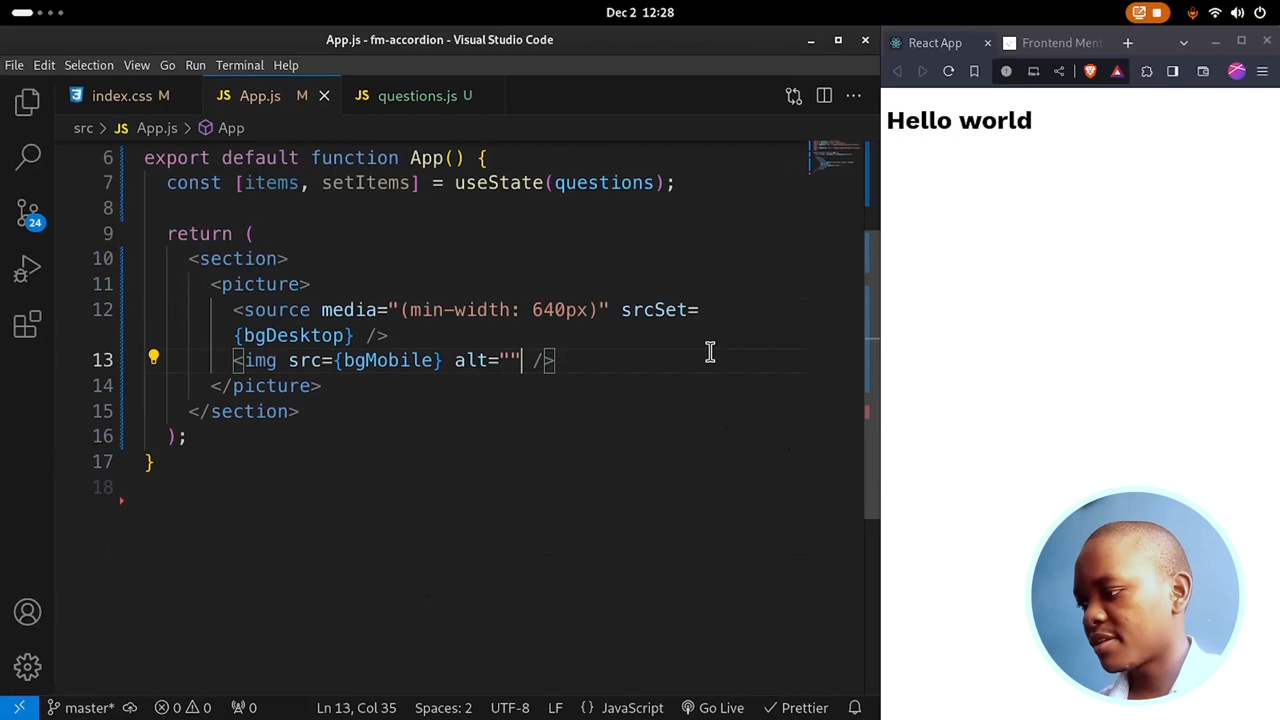 Dec 2 12:28
App.js - fm-accordion - Visual Studio Code
File Edit Selection View Go Run Terminal Help
index.css M
App.js M
questions.js U
src > JS App.js > App
6 export default function App() {
7 const [items, setItems] = useState(questions);
8
9 return (
10 <section>
11 <picture>
12 <source media="(min-width: 640px)" srcSet=
{bgDesktop} />
13 <img src={bgMobile} alt="" />
14 </picture>
15 </section>
16 );
17 }
18
24
master* 0 0 0 Ln 13, Col 35 Spaces: 2 UTF-8 LF {} JavaScript Go Live Prettier
React App
Frontend Ment
Hello world